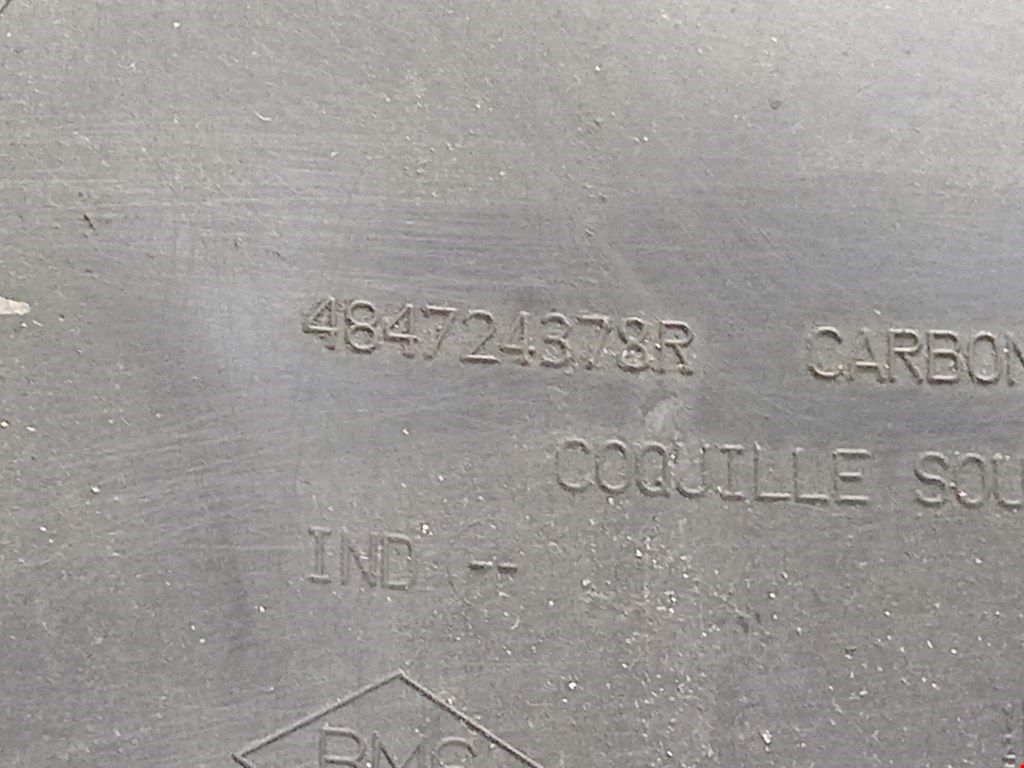 484724378R CARBON
COQUILLE SOU
IND --